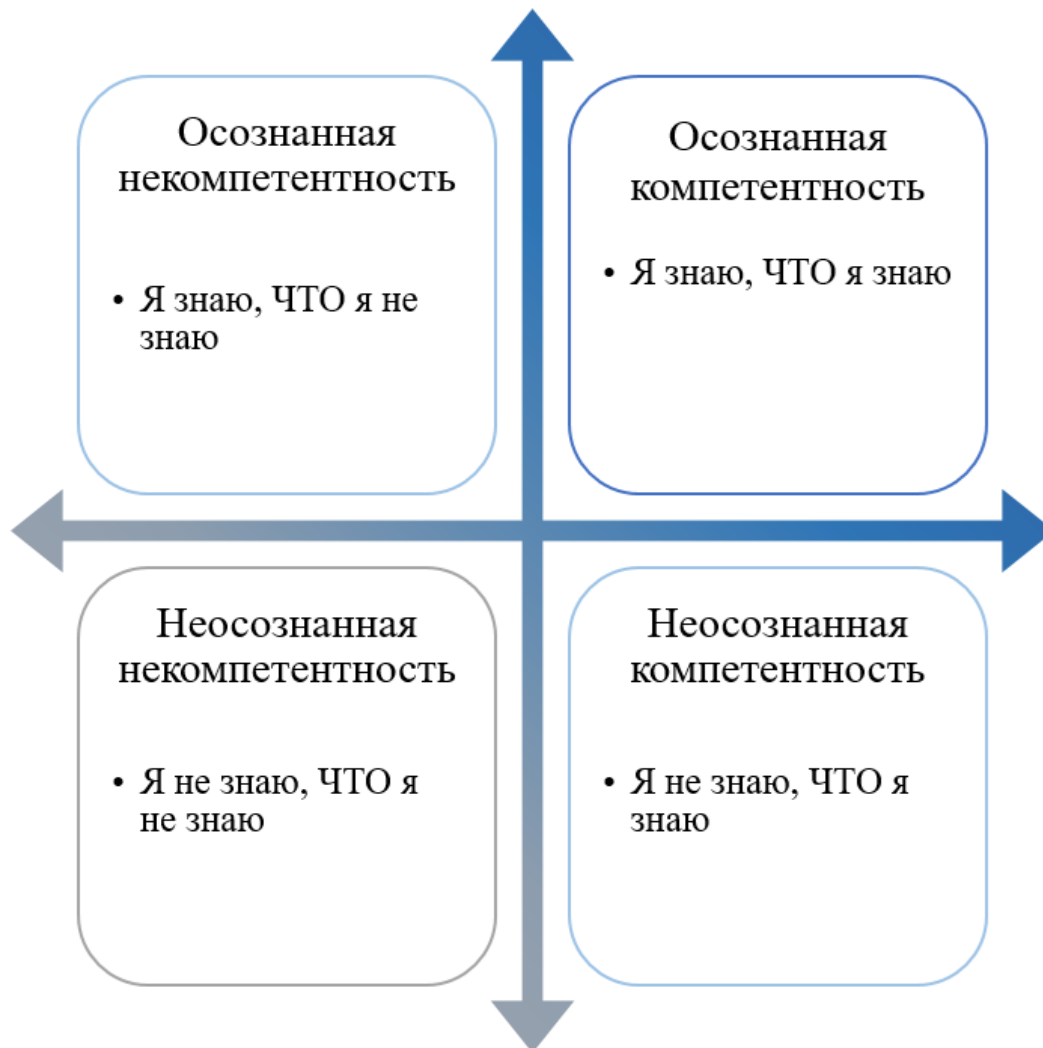 Осознанная
некомпетентность
• Я знаю, ЧТО я не
знаю
Осознанная
компетентность
• Я знаю, ЧТО я знаю
Неосознанная
некомпетентность
• Я не знаю, ЧТО я
не знаю
Неосознанная
компетентность
• Я не знаю, ЧТО я
знаю